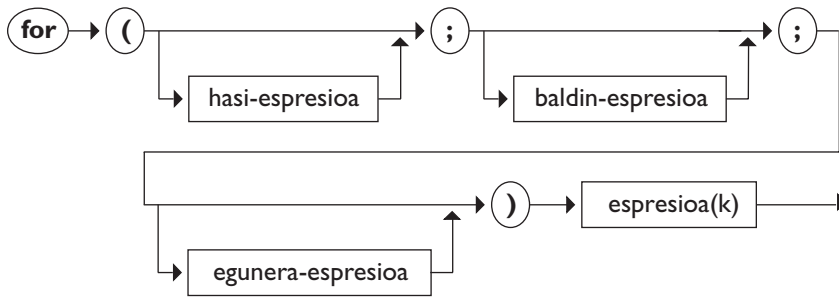 for ( ; ;
hasi-espresioa baldin-espresioa
) espresioa(k)
egunera-espresioa